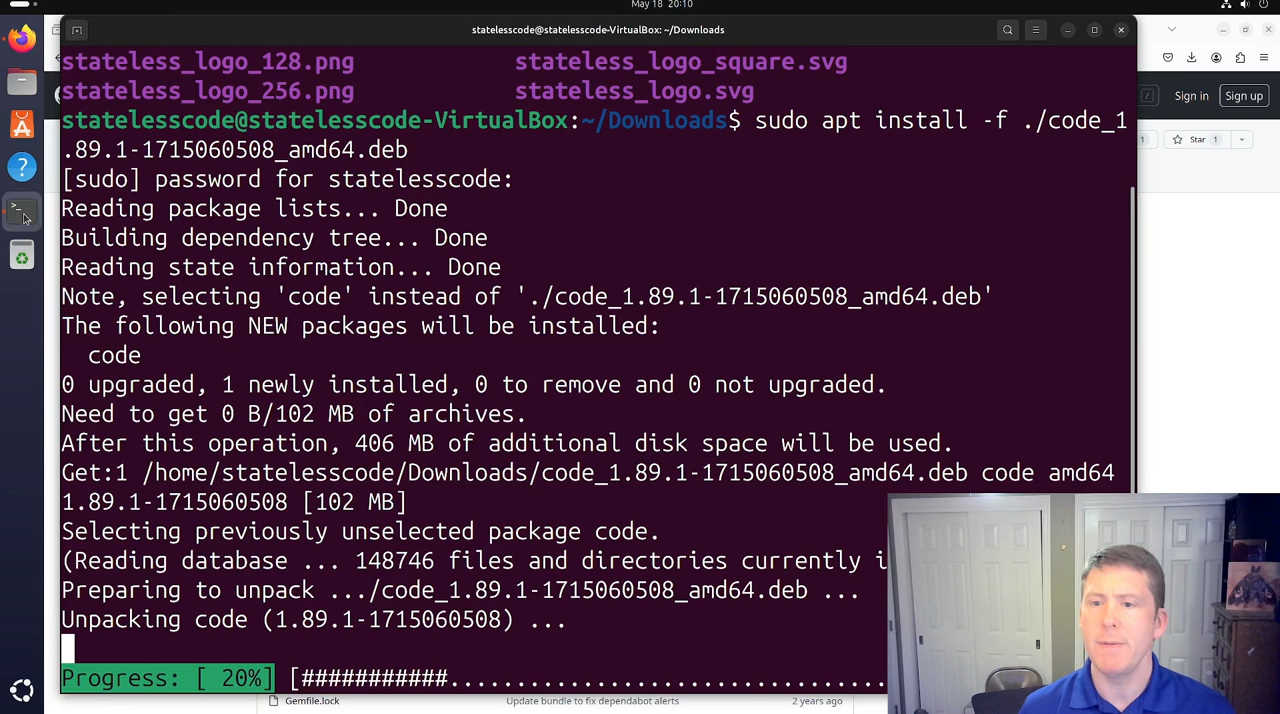 May 18 20:10
statelesscode@statelesscode-VirtualBox: ~/Downloads
stateless_logo_128.png stateless_logo_square.svg
stateless_logo_256.png stateless_logo.svg
statelesscode@statelesscode-VirtualBox:~/Downloads$ sudo apt install -f ./code_1
.89.1-1715060508_amd64.deb
[sudo] password for statelesscode:
Reading package lists... Done
Building dependency tree... Done
Reading state information... Done
Note, selecting 'code' instead of './code_1.89.1-1715060508_amd64.deb'
The following NEW packages will be installed:
code
0 upgraded, 1 newly installed, 0 to remove and 0 not upgraded.
Need to get 0 B/102 MB of archives.
After this operation, 406 MB of additional disk space will be used.
Get:1 /home/statelesscode/Downloads/code_1.89.1-1715060508_amd64.deb code amd64
1.89.1-1715060508 [102 MB]
Selecting previously unselected package code.
(Reading database ... 148746 files and directories currently i
Preparing to unpack .../code_1.89.1-1715060508_amd64.deb ...
Unpacking code (1.89.1-1715060508) ...
Progress: [ 20%] [###########................................
/ Sign in Sign up
1 Star 1
Gemfile.lock Update bundle to fix dependabot alerts 2 years ago